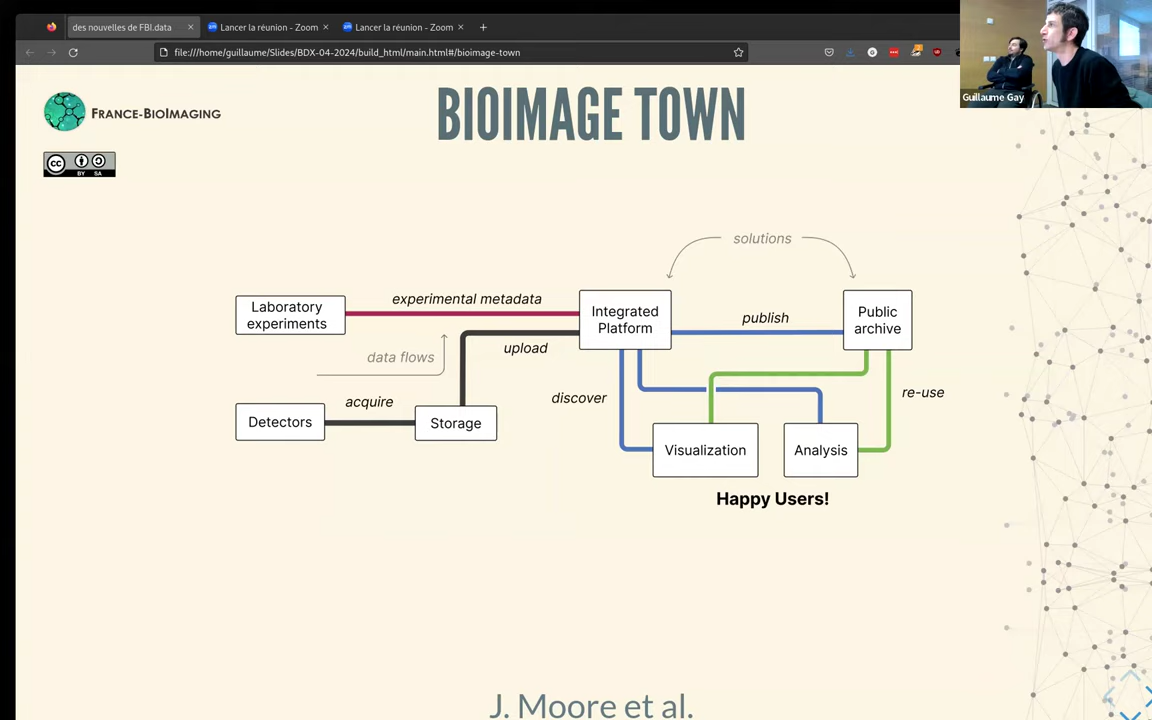 des nouvelles de FBI.data
Lancer la réunion - Zoom
Lancer la réunion - Zoom
file:///home/guillaume/Slides/BDX-04-2024/build_html/main.html#/bioimage-town
Guillaume Gay
FRANCE-BIOIMAGING
cc
BY SA
BIOIMAGE TOWN
solutions
Laboratory
experiments
experimental metadata
Integrated
Platform
publish
Public
archive
data flows
upload
discover
re-use
Detectors
acquire
Storage
Visualization
Analysis
Happy Users!
J. Moore et al.